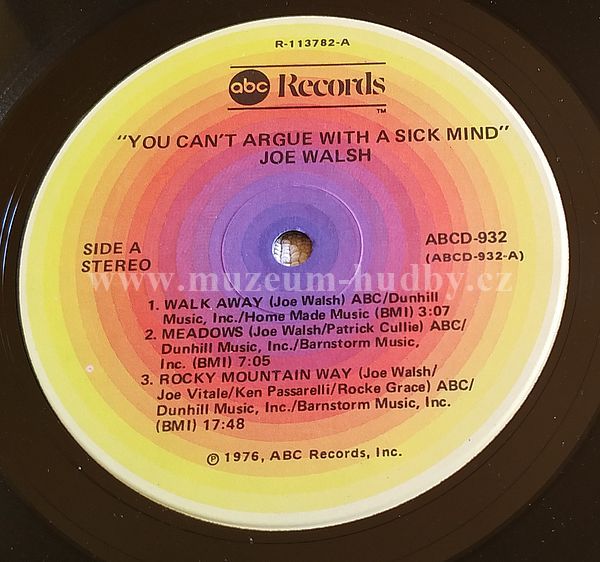 R-113782-A
abc Records
™
"YOU CAN'T ARGUE WITH A SICK MIND"
JOE WALSH
SIDE A
STEREO
ABCD-932
(ABCD-932-A)
www.muzeum-hudby.cz
1. WALK AWAY (Joe Walsh) ABC/Dunhill
Music, Inc./Home Made Music (BMI) 3:07
2. MEADOWS (Joe Walsh/Patrick Cullie) ABC/
Dunhill Music, Inc./Barnstorm Music,
Inc. (BMI) 7:05
3. ROCKY MOUNTAIN WAY (Joe Walsh/
Joe Vitale/Ken Passarelli/Rocke Grace) ABC/
Dunhill Music, Inc./Barnstorm Music, Inc.
(BMI) 17:48
℗ 1976, ABC Records, Inc.